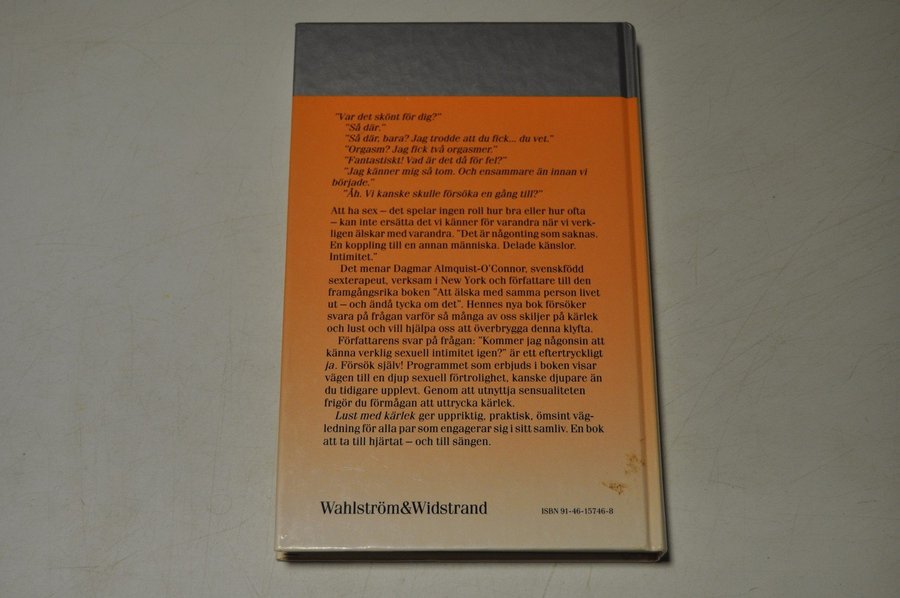 "Var det skönt för dig?"
"Så där."
"Så där, bara? Jag trodde att du fick... du vet."
"Orgasm? Jag fick två orgasmer."
"Fantastiskt! Vad är det då för fel?"
"Jag känner mig så tom. Och ensammare än innan vi
började."
"Åh. Vi kanske skulle försöka en gång till?"
Att ha sex – det spelar ingen roll hur bra eller hur ofta
– kan inte ersätta det vi känner för varandra när vi verk-
ligen älskar med varandra. "Det är någonting som saknas.
En koppling till en annan människa. Delade känslor.
Intimitet."
Det menar Dagmar Almquist-O'Connor, svenskfödd
sexterapeut, verksam i New York och författare till den
framgångsrika boken "Att älska med samma person livet
ut – och ändå tycka om det". Hennes nya bok försöker
svara på frågan varför så många av oss skiljer på kärlek
och lust och vill hjälpa oss att överbrygga denna klyfta.
Författarens svar på frågan: "Kommer jag någonsin att
känna verklig sexuell intimitet igen?" är ett eftertryckligt
ja. Försök själv! Programmet som erbjuds i boken visar
vägen till en djup sexuell förtrolighet, kanske djupare än
du tidigare upplevt. Genom att utnyttja sensualiteten
frigör du förmågan att uttrycka kärlek.
Lust med kärlek ger uppriktig, praktisk, ömsint väg-
ledning för alla par som engagerar sig i sitt samliv. En bok
att ta till hjärtat – och till sängen.
Wahlström&Widstrand
ISBN 91-46-15746-8